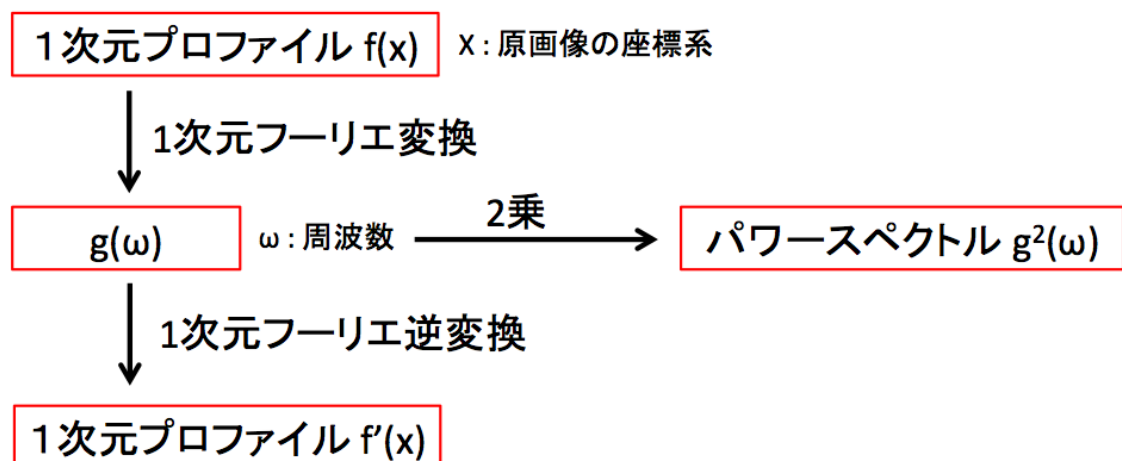 １次元プロファイル f(x)
X : 原画像の座標系
1次元フーリエ変換
g(ω)
ω : 周波数
2乗
パワースペクトル g²(ω)
1次元フーリエ逆変換
１次元プロファイル f'(x)